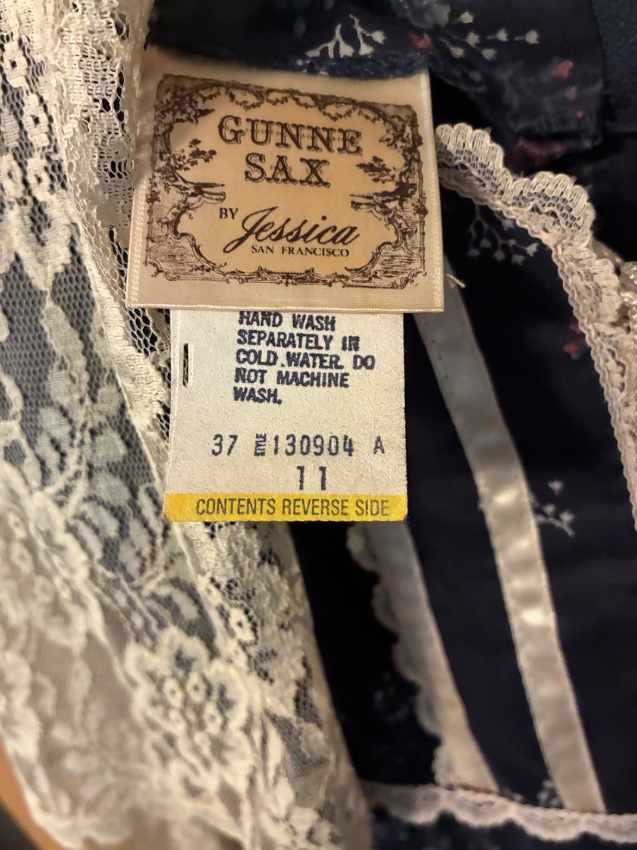 GUNNE
SAX
BY Jessica
SAN FRANCISCO
HAND WASH
SEPARATELY IN
COLD WATER. DO
NOT MACHINE
WASH.
37 130904 A
11
CONTENTS REVERSE SIDE